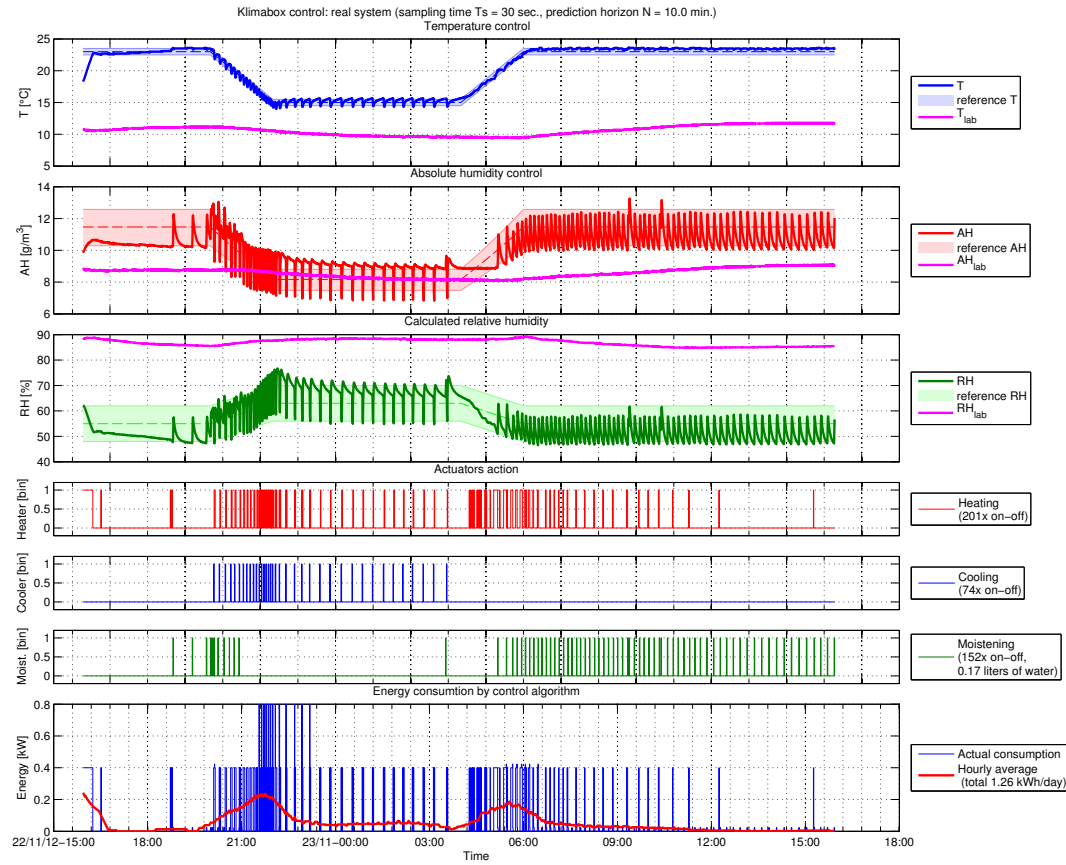 Klimabox control: real system (sampling time Ts = 30 sec., prediction horizon N = 10.0 min.)
Temperature control
25
20
15
10
5
T [°C]
T
reference T
T_lab
Absolute humidity control
14
12
10
8
6
AH [g/m³]
AH
reference AH
AH_lab
Calculated relative humidity
90
80
70
60
50
40
RH [%]
RH
reference RH
RH_lab
Actuators action
1
0.5
0
Heater [bin]
Heating
(201x on−off)
1
0.5
0
Cooler [bin]
Cooling
(74x on−off)
1
0.5
0
Moist. [bin]
Moistening
(152x on−off,
0.17 liters of water)
Energy consumtion by control algorithm
0.8
0.6
0.4
0.2
0
Energy [kW]
Actual consumption
Hourly average
(total 1.26 kWh/day)
22/11/12−15:00 18:00 21:00 23/11−00:00 03:00 06:00 09:00 12:00 15:00 18:00
Time